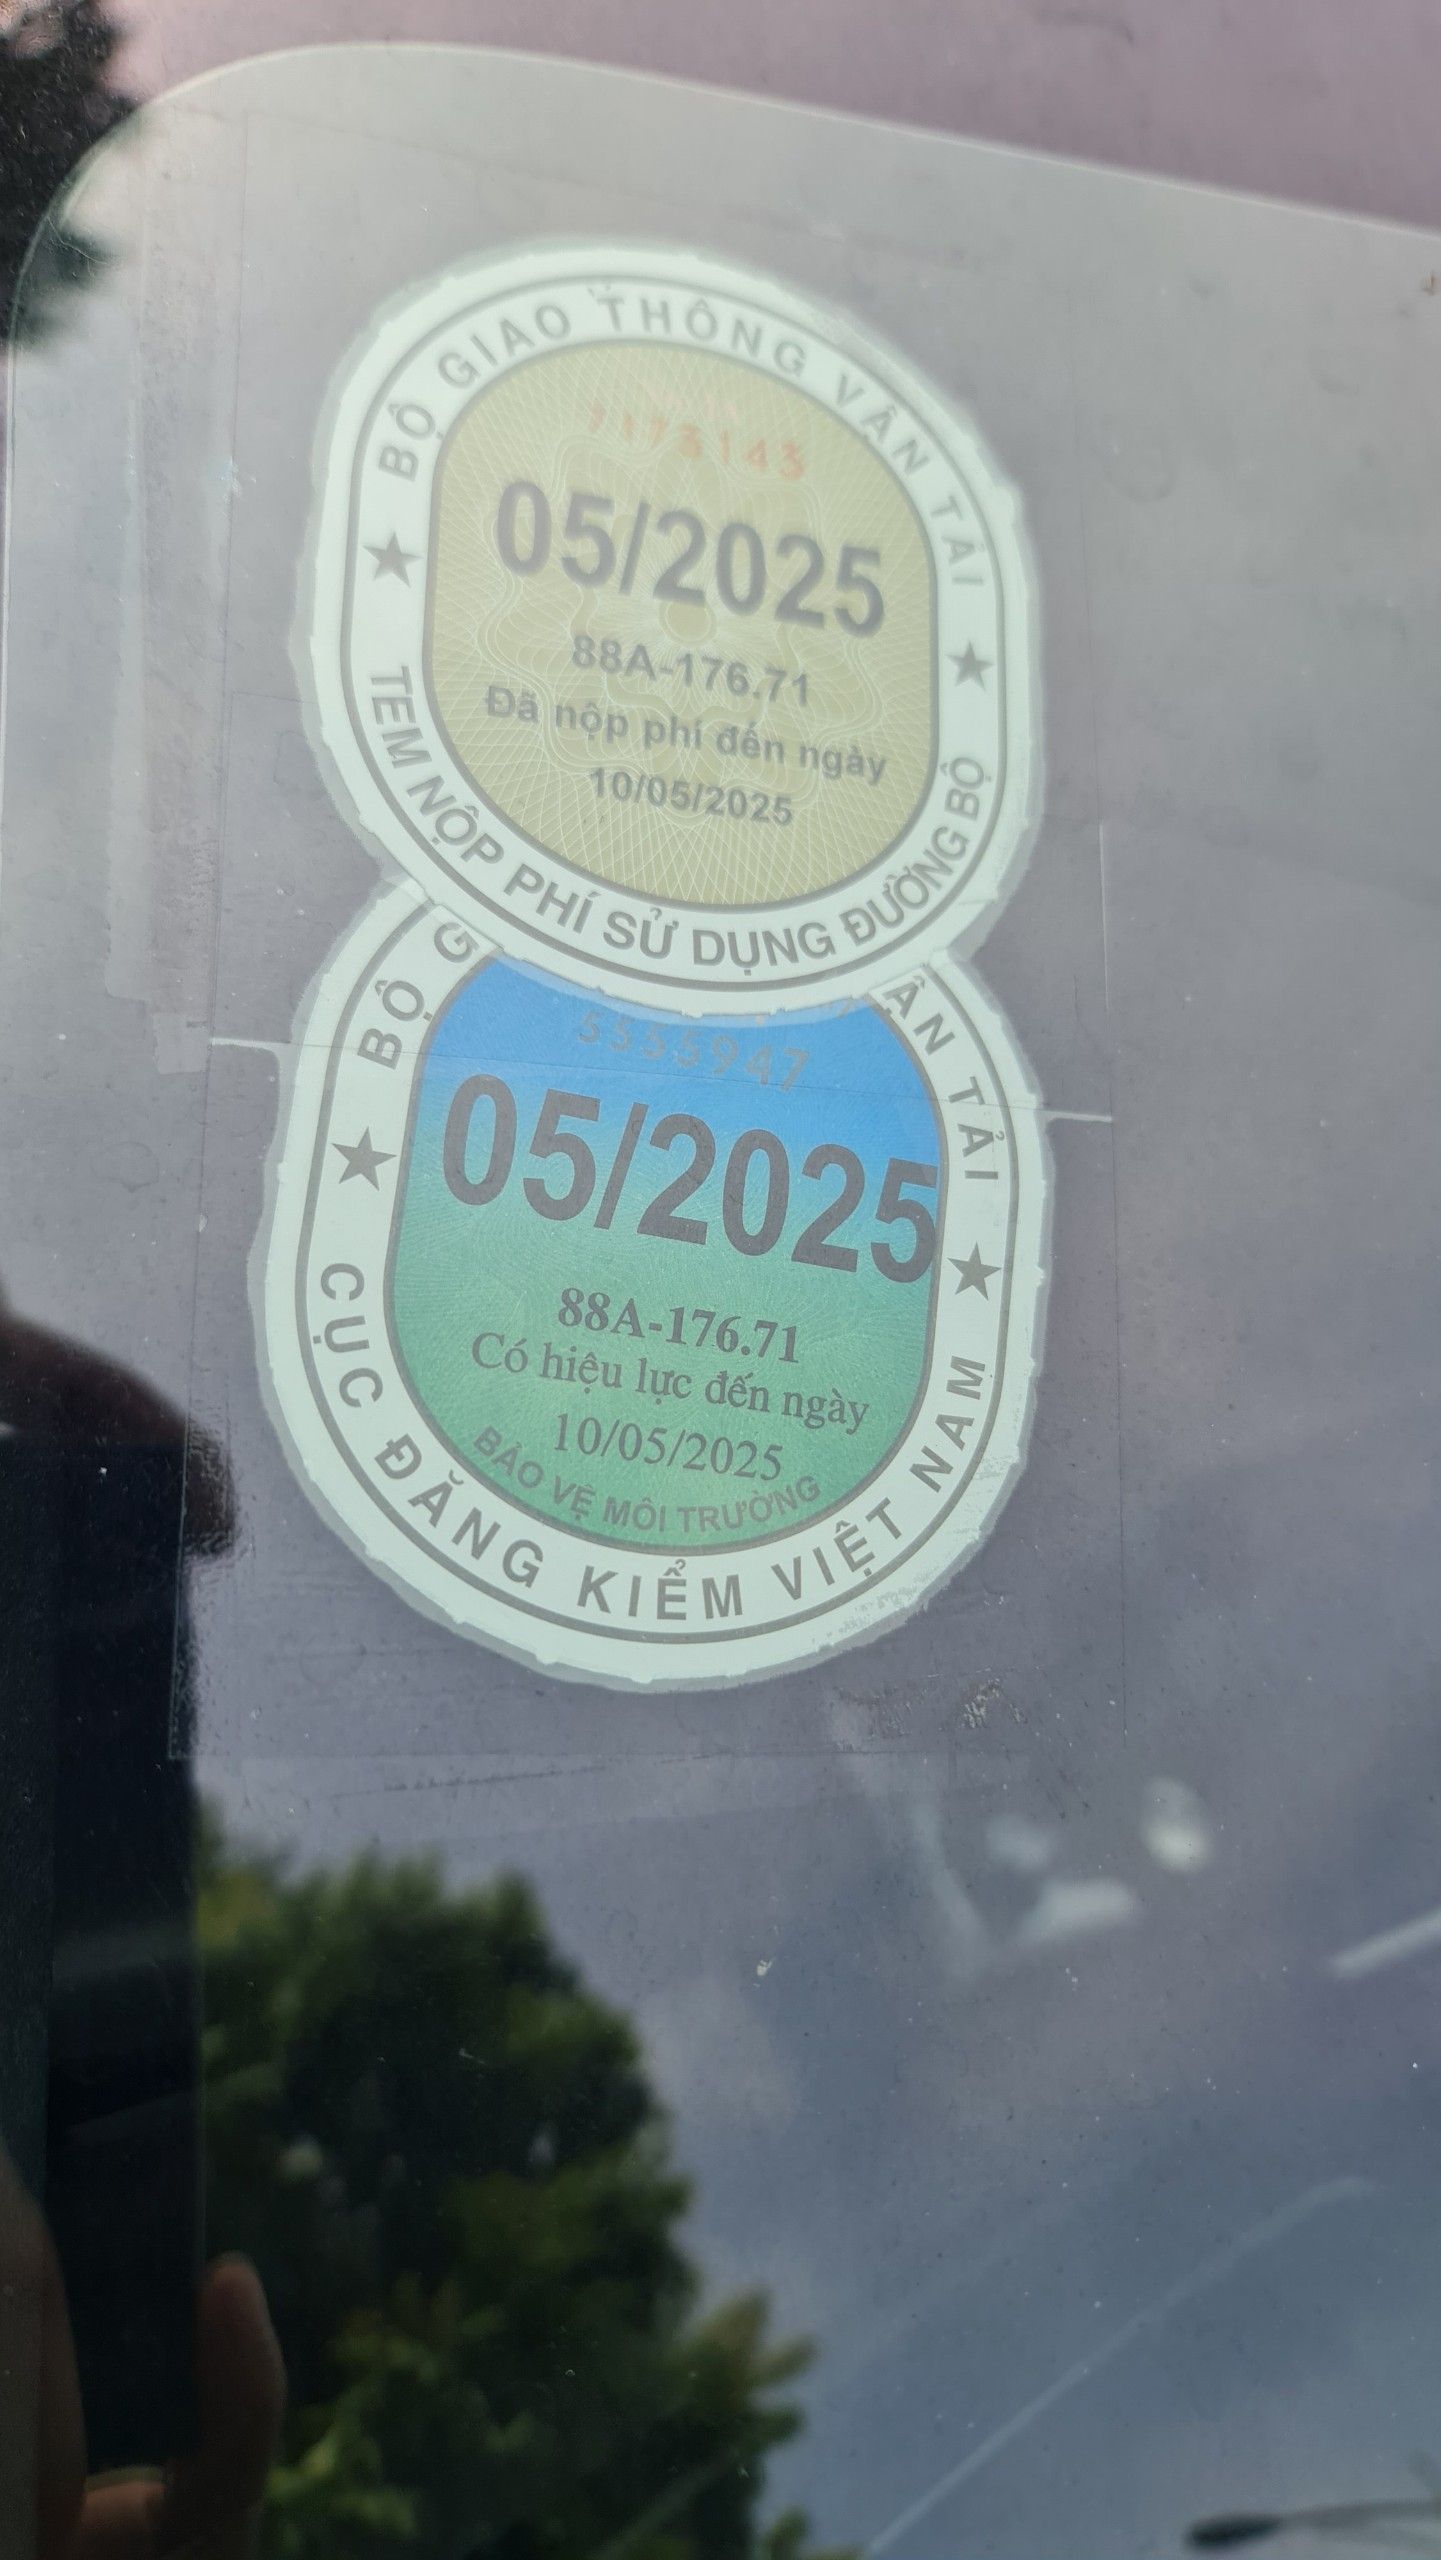 BỘ GIAO THÔNG VẬN TẢI
7173143
05/2025
88A-176.71
Đã nộp phí đến ngày
10/05/2025
TEM NỘP PHÍ SỬ DỤNG ĐƯỜNG BỘ
BỘ G ẬN TẢI
5555947
05/2025
88A-176.71
Có hiệu lực đến ngày
10/05/2025
BẢO VỆ MÔI TRƯỜNG
CỤC ĐĂNG KIỂM VIỆT NAM